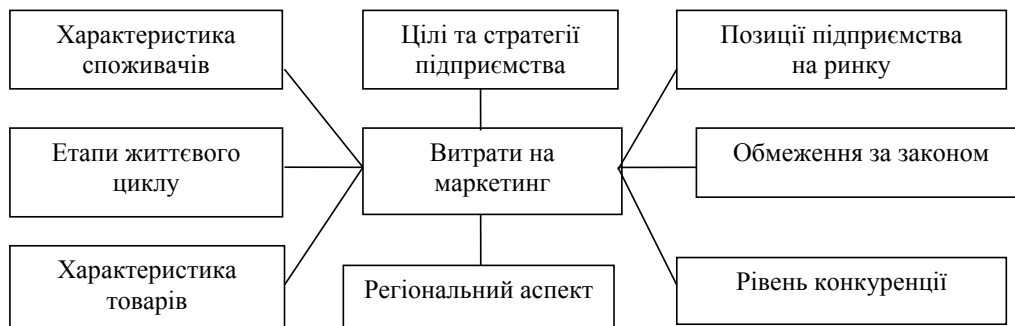 Характеристика
споживачів
Цілі та стратегії
підприємства
Позиції підприємства
на ринку
Етапи життєвого
циклу
Витрати на
маркетинг
Обмеження за законом
Характеристика
товарів
Регіональний аспект
Рівень конкуренції